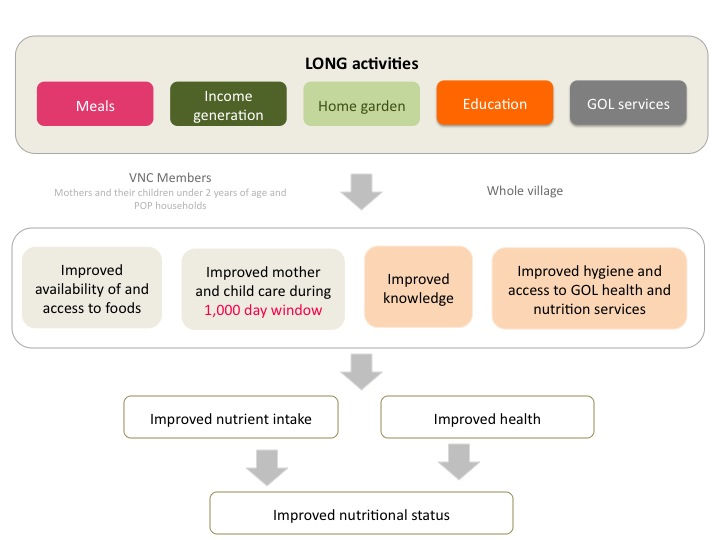 LONG activities
Meals
Income
generation
Home garden
Education
GOL services
VNC Members
Mothers and their children under 2 years of age and
POP households
Whole village
Improved
availability of and
access to foods
Improved mother
and child care during
1,000 day window
Improved
knowledge
Improved hygiene and
access to GOL health and
nutrition services
Improved nutrient intake
Improved health
Improved nutritional status